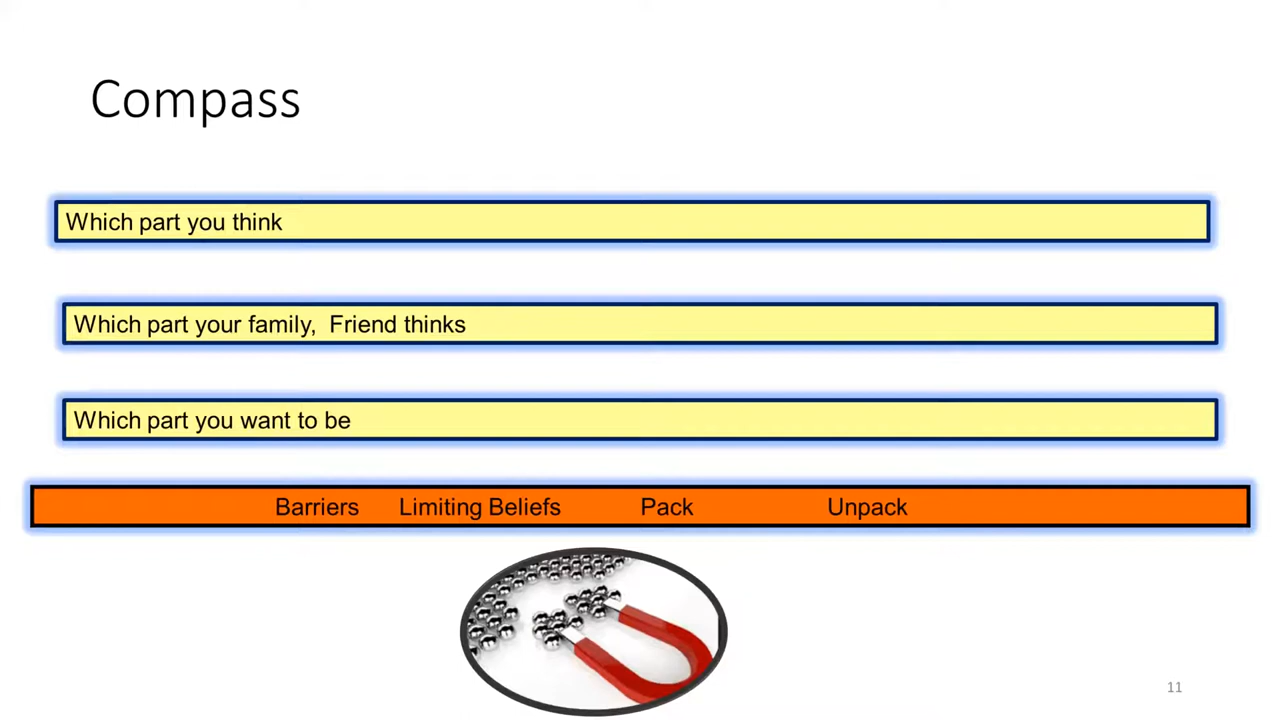 Compass
Which part you think
Which part your family,  Friend thinks
Which part you want to be
Barriers Limiting Beliefs Pack Unpack
11